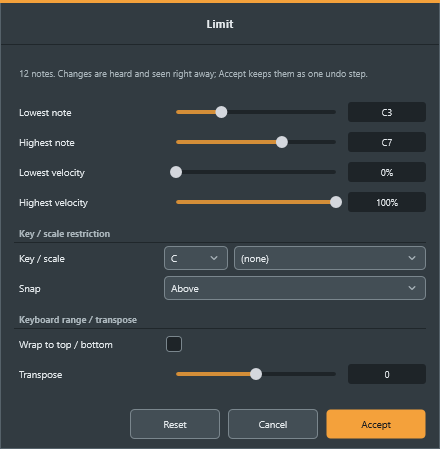 Limit
12 notes. Changes are heard and seen right away; Accept keeps them as one undo step.
Lowest note C3
Highest note C7
Lowest velocity 0%
Highest velocity 100%
Key / scale restriction
Key / scale C (none)
Snap Above
Keyboard range / transpose
Wrap to top / bottom
Transpose 0
Reset Cancel Accept